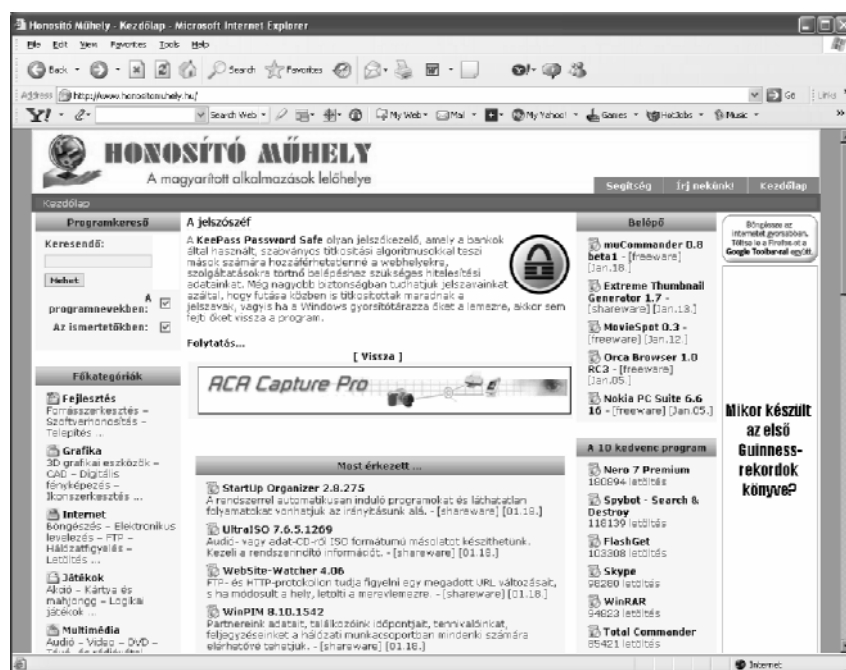 Honosító Műhely - Kezdőlap - Microsoft Internet Explorer
File Edit View Favorites Tools Help
Back Search Favorites
Address http://www.honositomuhely.hu/ Go Links
Y! Search Web My Web Mail My Yahoo! Games HotJobs Music
HONOSÍTÓ MŰHELY
A magyarított alkalmazások lelőhelye
Segítség Írj nekünk! Kezdőlap
Kezdőlap
Programkereső
Keresendő:
Mehet
A programnevekben:
Az ismertetőkben:
Főkategóriák
Fejlesztés
Forrásszerkesztés –
Szoftverhonosítás –
Telepítés ...
Grafika
3D grafikai eszközök –
CAD – Digitális
fényképezés –
Ikonszerkesztés ...
Internet
Böngészés – Elektronikus
levelezés – FTP –
Hálózatfigyelés –
Letöltés ...
Játékok
Akció – Kártya és
mahjongg – Logikai
játékok ...
Multimédia
Audió – Video – DVD –
A jelszószéf
A KeePass Password Safe olyan jelszókezelő, amely a bankok
által használt, szabványos titkosítási algoritmusokkal teszi
mások számára hozzáférhetetlenné a webhelyekre,
szolgáltatásokra tortnő belépéshez szükséges hitelesítési
adatainkat. Még nagyobb biztonságban tudhatjuk jelszavainkat
azáltal, hogy futása közben is titkosítottak maradnak a
jelszavak, vagyis ha a Windows gyorsítótárazza őket a lemezre, akkor sem
fejti őket vissza a program.
Folytatás...
[ Vissza ]
ACA Capture Pro
Most érkezett ...
StartUp Organizer 2.8.275
A rendszerrel automatikusan induló programokat és láthatatlan
folyamatokat vonhatjuk az irányításunk alá. - [shareware] [01.18.]
UltraISO 7.6.5.1269
Audió- vagy adat-CD-ről ISO formátumú másolatot készíthetünk.
Kezeli a rendszerindító információt. - [shareware] [01.18.]
WebSite-Watcher 4.06
FTP- és HTTP-protokollon tudja figyelni egy megadott URL változásait,
s ha módosult a hely, letölti a merevlemezre. - [shareware] [01.18.]
WinPIM 8.10.1542
Partnereink adatait, találkozóink időpontjait, tennivalóinkat,
feljegyzéseinket a hálózati munkacsoportban mindenki számára
elérhetővé tehetjük. - [shareware] [01.18.]
Belépő
muCommander 0.8
beta1 - [freeware]
[Jan.18.]
Extreme Thumbnail
Generator 1.7 -
[shareware] [Jan.13.]
MovieSpot 0.3 -
[freeware] [Jan.12.]
Orca Browser 1.0
RC3 - [freeware]
[Jan.05.]
Nokia PC Suite 6.6
16 - [freeware] [Jan.05.]
A 10 kedvenc program
Nero 7 Premium
180894 letöltés
Spybot - Search &
Destroy
118139 letöltés
FlashGet
103308 letöltés
Skype
98280 letöltés
WinRAR
94823 letöltés
Total Commander
85421 letöltés
Böngésszen az
internetet gyorsabban.
Töltse le a Firefox-ot a
Google Toolbar-ral együtt.
Mikor készült
az első
Guinness-
rekordok
könyve?
Internet